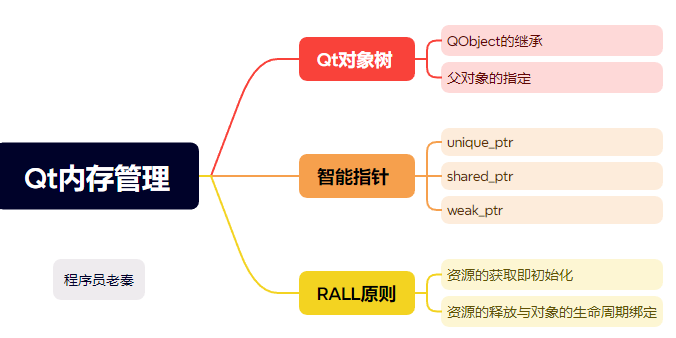 Qt内存管理
Qt对象树
QObject的继承
父对象的指定
智能指针
unique_ptr
shared_ptr
weak_ptr
RALL原则
资源的获取即初始化
资源的释放与对象的生命周期绑定
程序员老秦